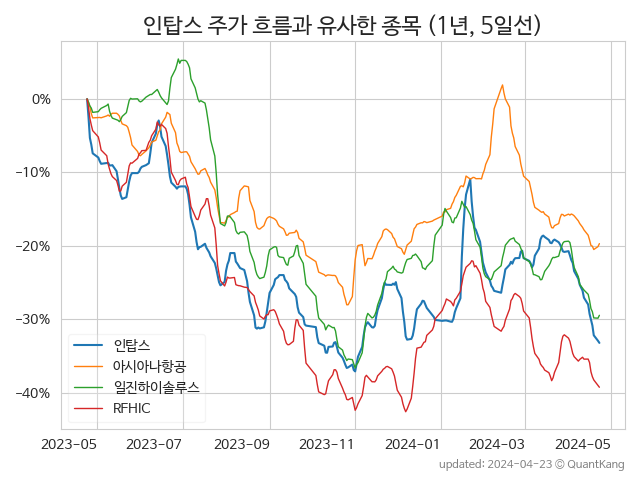 인탑스 주가 흐름과 유사한 종목 (1년, 5일선)
0%
−10%
−20%
−30%
−40%
인탑스
아시아나항공
일진하이솔루스
RFHIC
2023−05
2023−07
2023−09
2023−11
2024−01
2024−03
2024−05
updated: 2024-04-23 © QuantKang